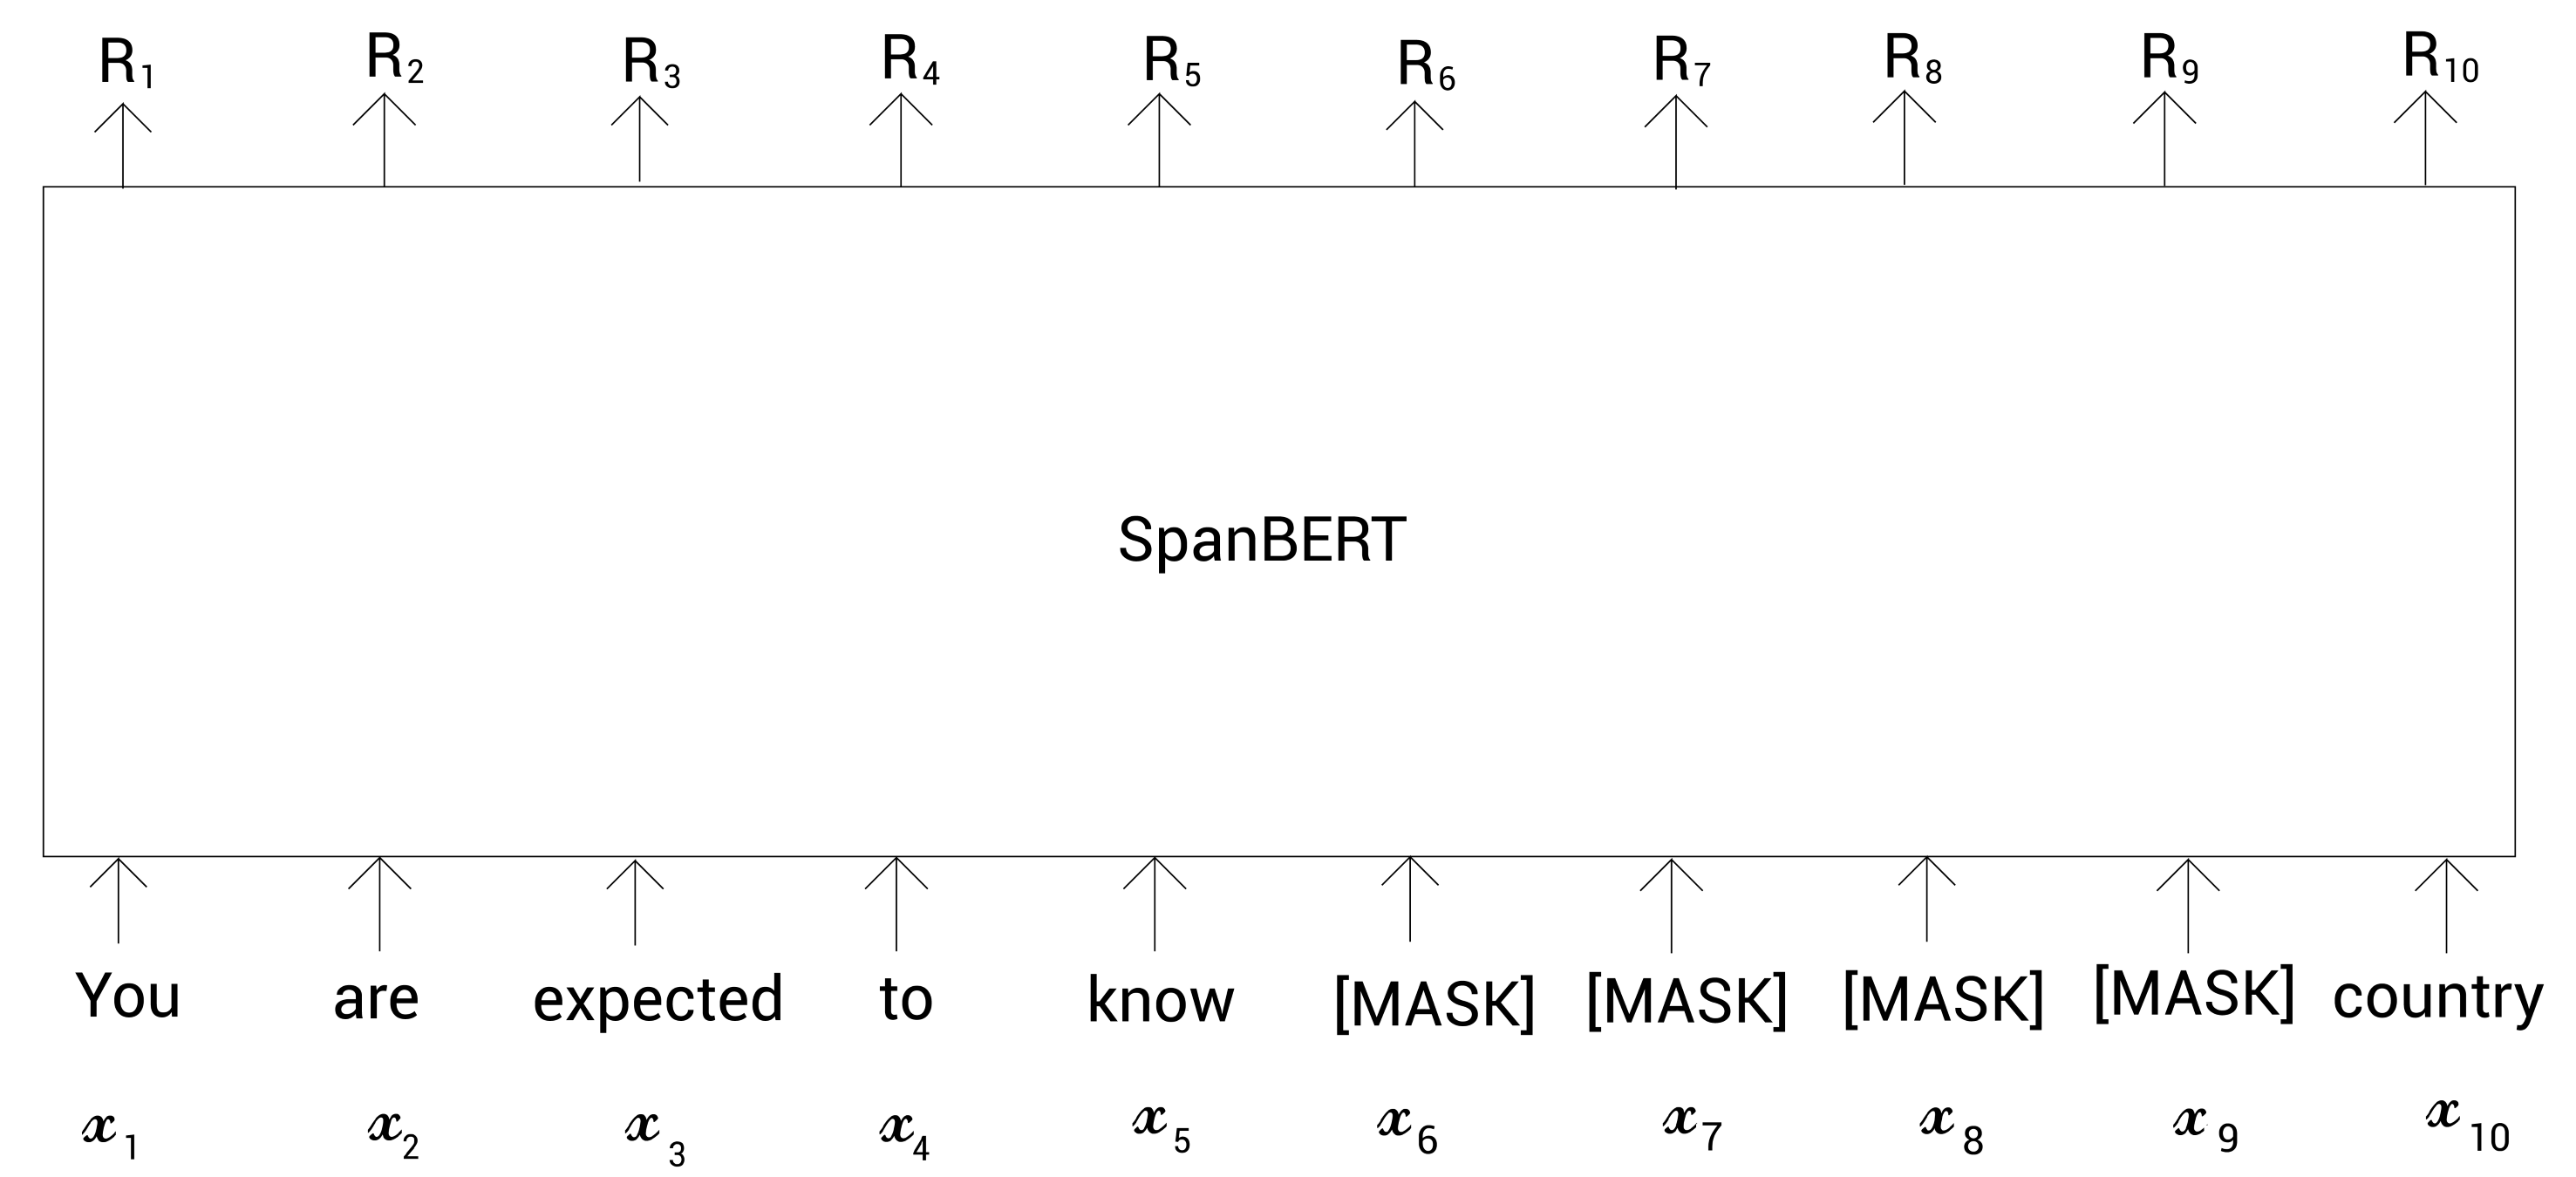 R1 R2 R3 R4 R5 R6 R7 R8 R9 R10
SpanBERT
You are expected to know [MASK] [MASK] [MASK] [MASK] country
x1 x2 x3 x4 x5 x6 x7 x8 x9 x10